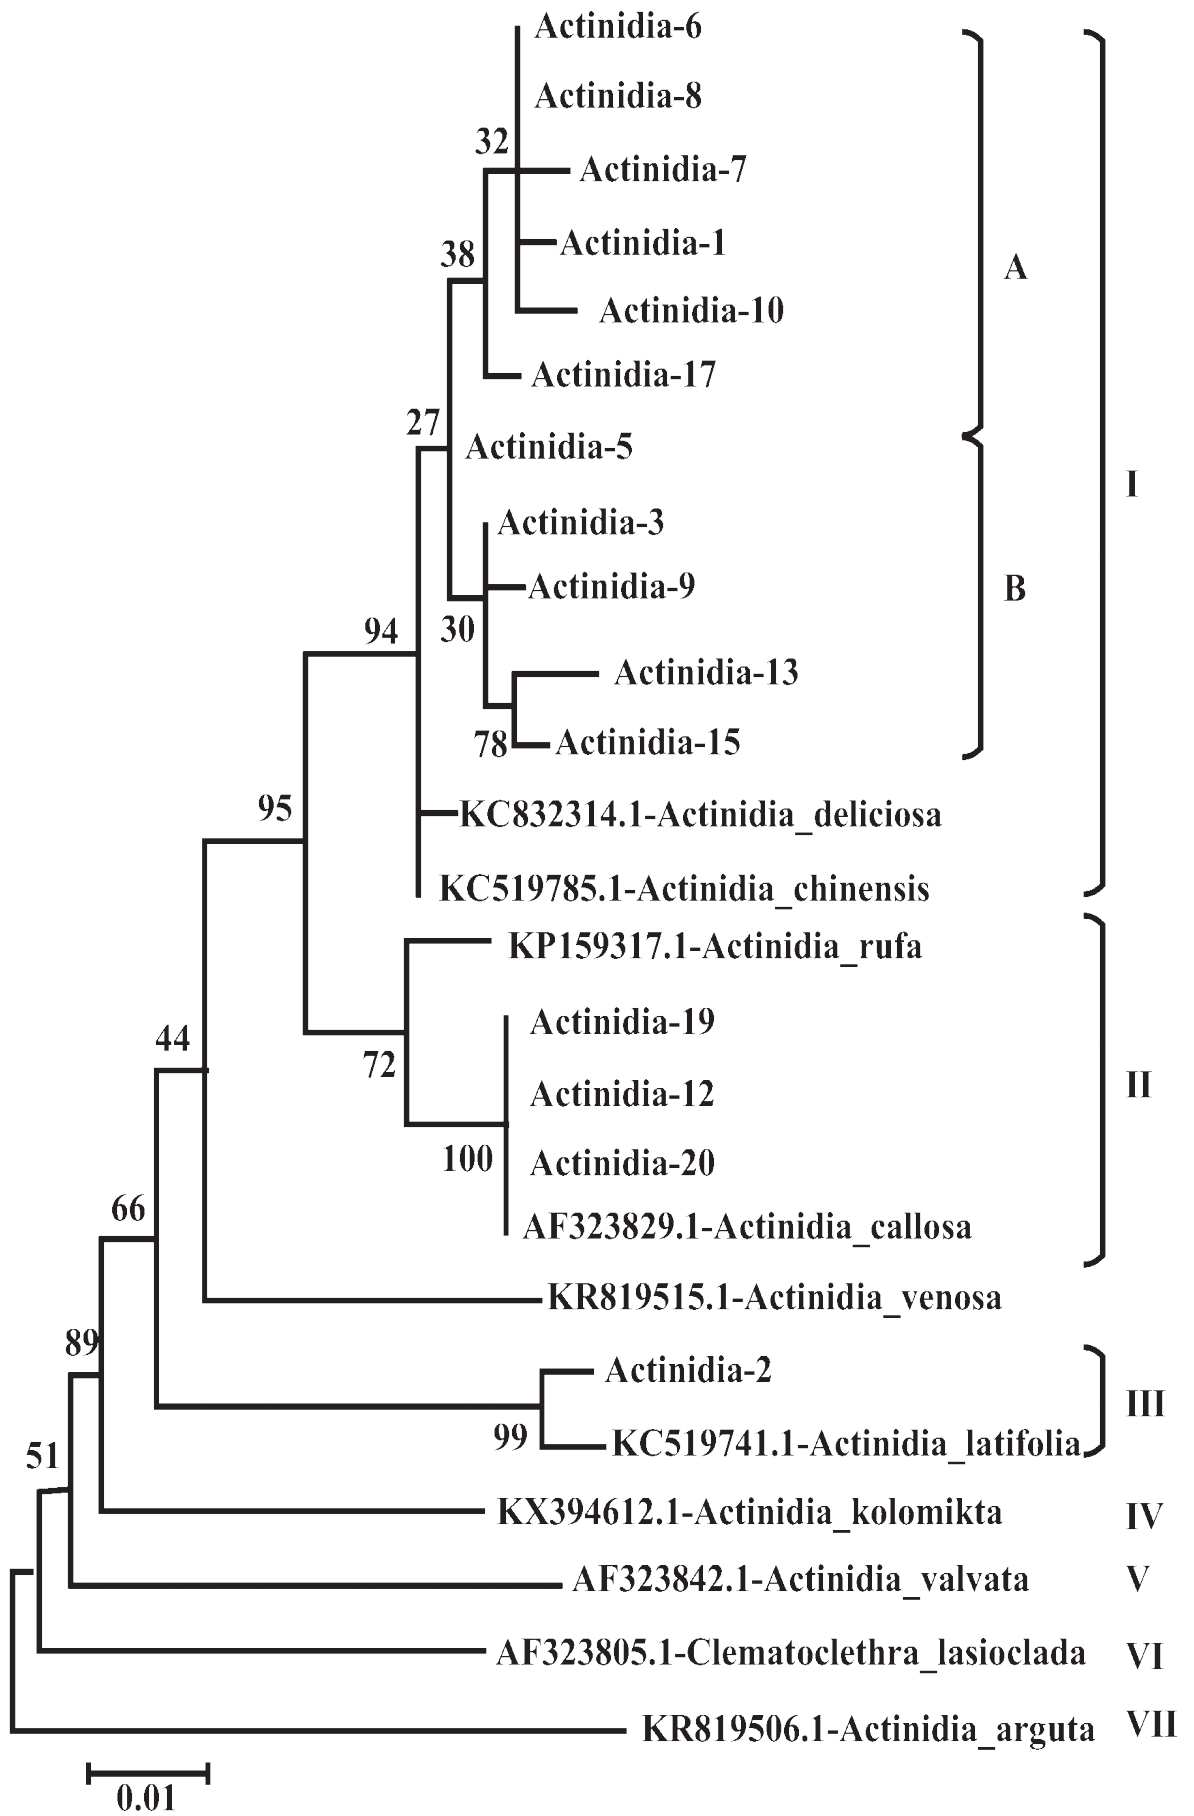 Actinidia-6
Actinidia-8
32
Actinidia-7
Actinidia-1
38
A
Actinidia-10
Actinidia-17
27
Actinidia-5
I
Actinidia-3
Actinidia-9
B
94
30
Actinidia-13
78
Actinidia-15
95
KC832314.1-Actinidia_deliciosa
KC519785.1-Actinidia_chinensis
KP159317.1-Actinidia_rufa
Actinidia-19
44
72
II
Actinidia-12
100
Actinidia-20
66
AF323829.1-Actinidia_callosa
KR819515.1-Actinidia_venosa
89
Actinidia-2
III
99
KC519741.1-Actinidia_latifolia
51
KX394612.1-Actinidia_kolomikta
IV
AF323842.1-Actinidia_valvata
V
AF323805.1-Clematoclethra_lasioclada
VI
KR819506.1-Actinidia_arguta
VII
0.01